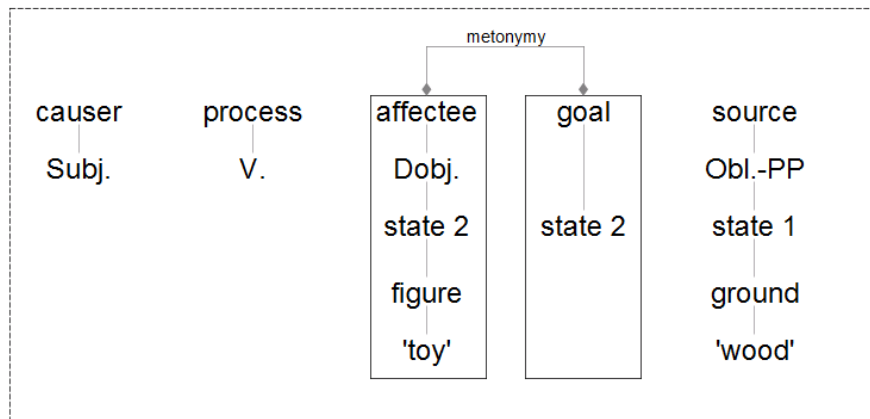 metonymy
causer process affectee goal source
Subj. V. Dobj. Obl.-PP
state 2 state 2 state 1
figure ground
'toy' 'wood'